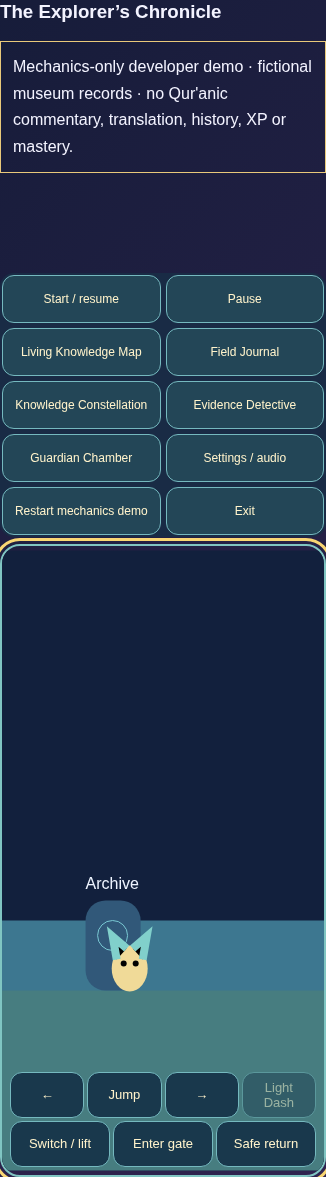 The Explorer’s Chronicle
Mechanics-only developer demo · fictional
museum records · no Qur'anic
commentary, translation, history, XP or
mastery.
Start / resume
Pause
Living Knowledge Map
Field Journal
Knowledge Constellation
Evidence Detective
Guardian Chamber
Settings / audio
Restart mechanics demo
Exit
Archive
←
Jump
→
Light
Dash
Switch / lift
Enter gate
Safe return